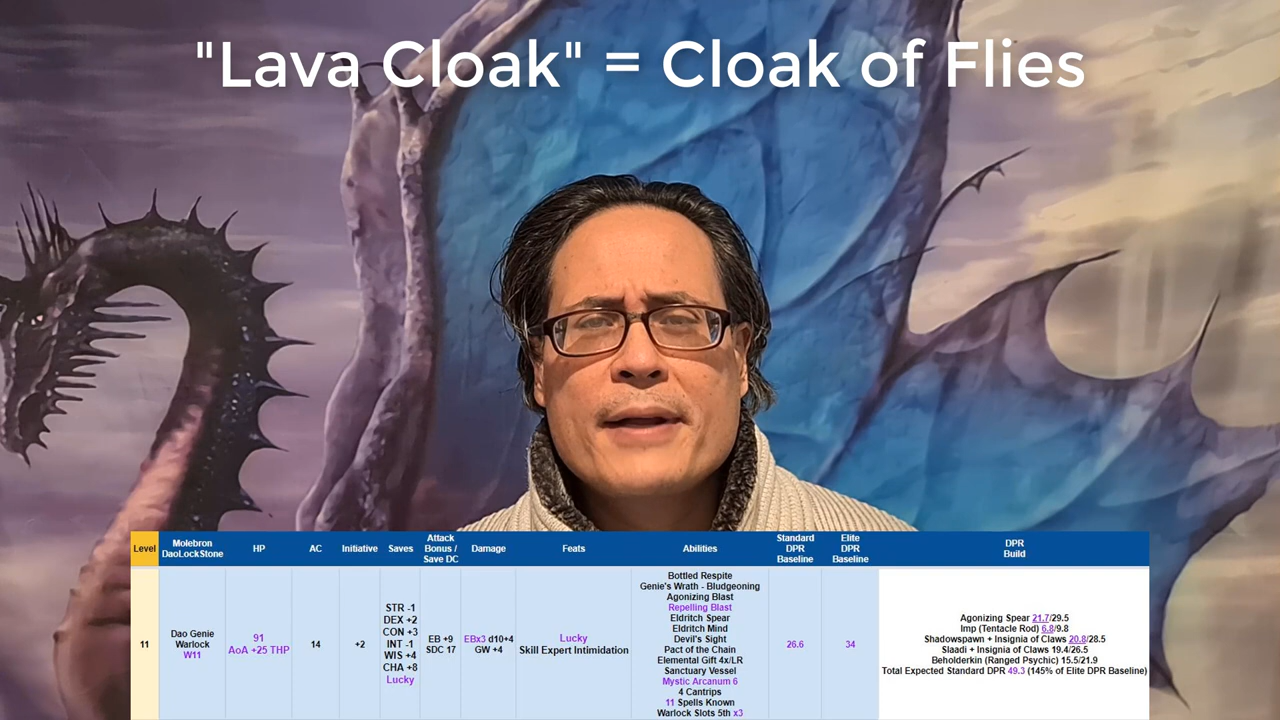 "Lava Cloak" = Cloak of Flies
Level
Molebron
DaoLockStone
HP
AC
Initiative
Saves
Attack
Bonus /
Save DC
Damage
Feats
Abilities
Standard
DPR
Baseline
Elite
DPR
Baseline
DPR
Build
11
Dao Genie
Warlock
W11
91
AoA +25 THP
14
+2
STR -1
DEX +2
CON +3
INT -1
WIS +4
CHA +8
Lucky
EB +9
SDC 17
EBx3 d10+4
GW +4
Lucky
Skill Expert Intimidation
Bottled Respite
Genie's Wrath - Bludgeoning
Agonizing Blast
Repelling Blast
Eldritch Spear
Eldritch Mind
Devil's Sight
Pact of the Chain
Elemental Gift 4x/LR
Sanctuary Vessel
Mystic Arcanum 6
4 Cantrips
11 Spells Known
Warlock Slots 5th x3
26.6
34
Agonizing Spear 21.7/29.5
Imp (Tentacle Rod) 6.8/9.8
Shadowspawn + Insignia of Claws 20.8/28.5
Slaadi + Insignia of Claws 19.4/26.5
Beholderkin (Ranged Psychic) 15.5/21.9
Total Expected Standard DPR 49.3 (145% of Elite DPR Baseline)